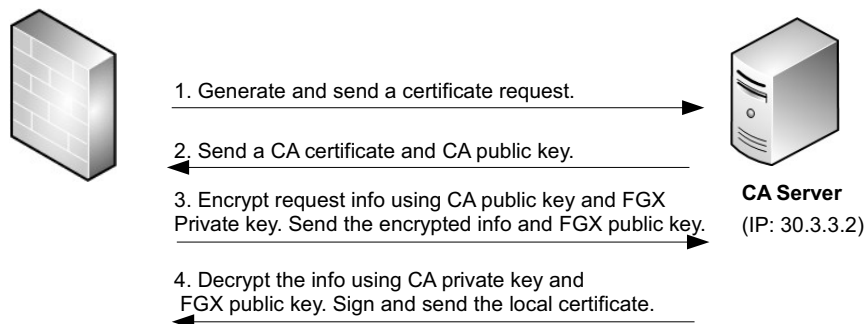 1. Generate and send a certificate request.
2. Send a CA certificate and CA public key.
3. Encrypt request info using CA public key and FGX
Private key. Send the encrypted info and FGX public key.
CA Server
(IP: 30.3.3.2)
4. Decrypt the info using CA private key and
FGX public key. Sign and send the local certificate.